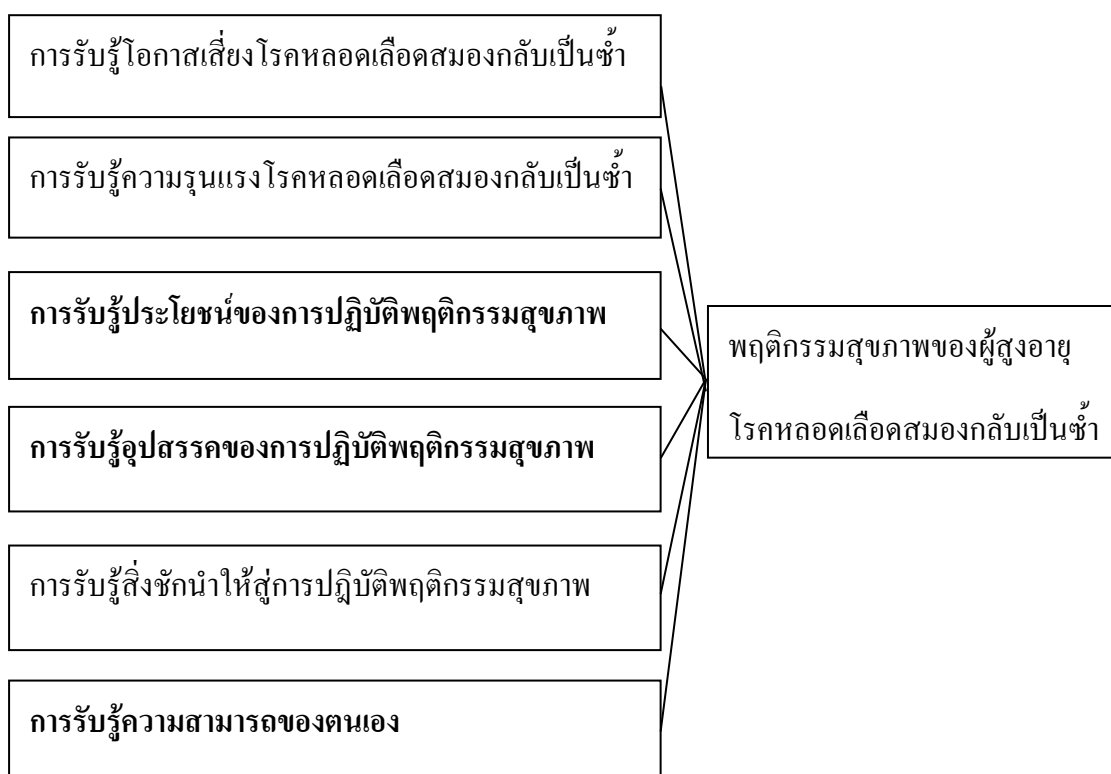 การรับรู้โอกาสเสี่ยงโรคหลอดเลือดสมองกลับเป็นซ้ำ
การรับรู้ความรุนแรงโรคหลอดเลือดสมองกลับเป็นซ้ำ
การรับรู้ประโยชน์ของการปฏิบัติพฤติกรรมสุขภาพ
การรับรู้อุปสรรคของการปฏิบัติพฤติกรรมสุขภาพ
การรับรู้สิ่งชักนำให้สู่การปฎิบัติพฤติกรรมสุขภาพ
การรับรู้ความสามารถของตนเอง
พฤติกรรมสุขภาพของผู้สูงอายุ
โรคหลอดเลือดสมองกลับเป็นซ้ำ